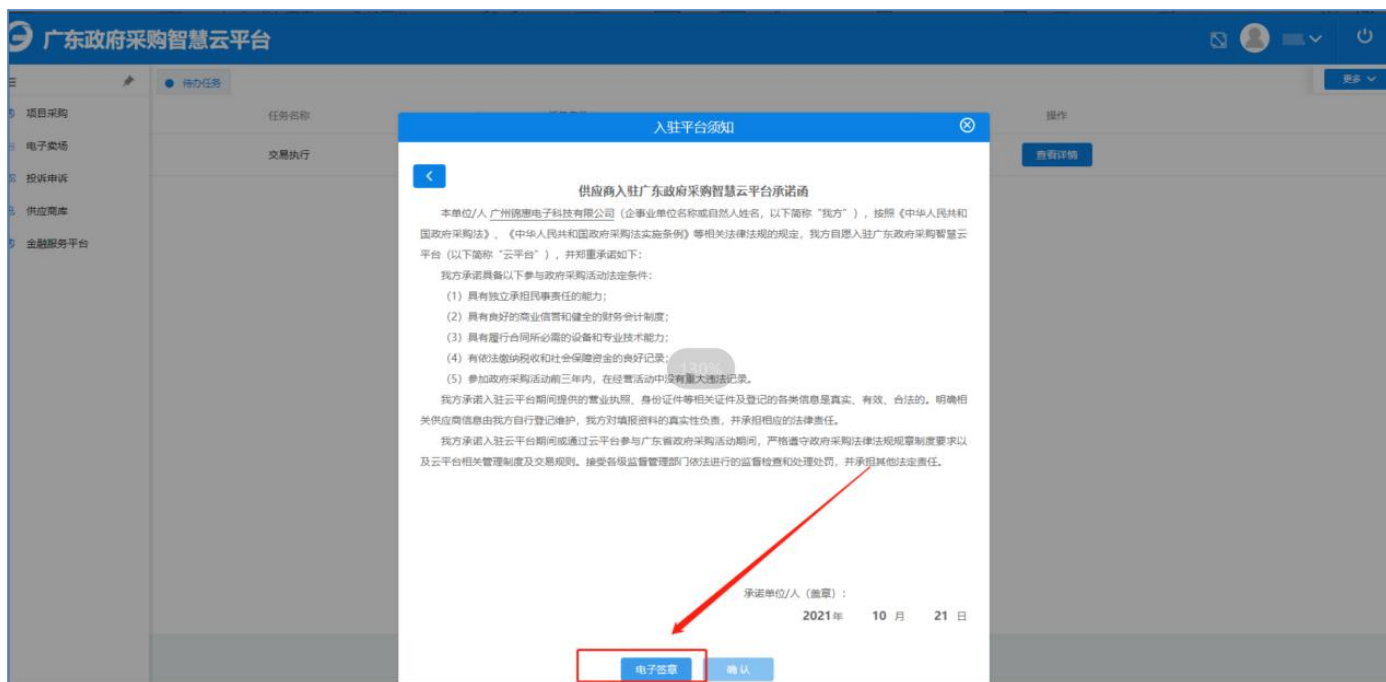 广东政府采购智慧云平台
待办任务
更多
项目采购
电子卖场
投诉申诉
供应商库
金融服务平台
任务名称
操作
交易执行
查看详情
入驻平台须知
供应商入驻广东政府采购智慧云平台承诺函
本单位/人 广州锦惠电子科技有限公司（企事业单位名称或自然人姓名，以下简称“我方”），按照《中华人民共和
国政府采购法》、《中华人民共和国政府采购法实施条例》等相关法律法规的规定，我方自愿入驻广东政府采购智慧云
平台（以下简称“云平台”），并郑重承诺如下：
我方承诺具备以下参与政府采购活动法定条件：
（1）具有独立承担民事责任的能力；
（2）具有良好的商业信誉和健全的财务会计制度；
（3）具有履行合同所必需的设备和专业技术能力；
（4）有依法缴纳税收和社会保障资金的良好记录；
130%
（5）参加政府采购活动前三年内，在经营活动中没有重大违法记录。
我方承诺入驻云平台期间提供的营业执照、身份证件等相关证件及登记的各类信息是真实、有效、合法的。明确相
关供应商信息由我方自行登记维护，我方对填报资料的真实性负责，并承担相应的法律责任。
我方承诺入驻云平台期间或通过云平台参与广东省政府采购活动期间，严格遵守政府采购法律法规规章制度要求以
及云平台相关管理制度及交易规则。接受各级监督管理部门依法进行的监督检查和处理处罚，并承担其他法定责任。
承诺单位/人（盖章）：
2021年 10 月 21 日
电子签章
确 认